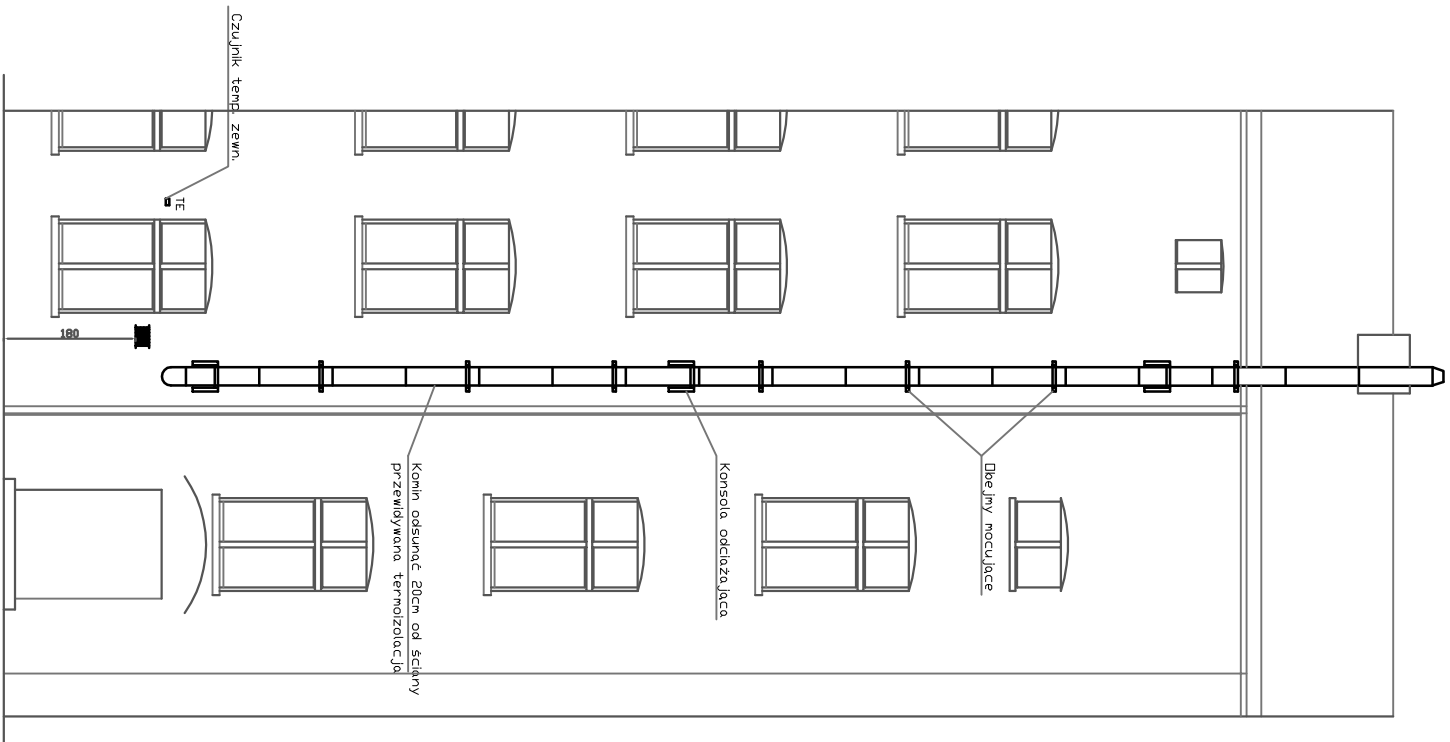 Czujnik temp. zewn.
TE
180
Komin odsunąć 20cm od ściany
przewidywana termoizolacja
Konsola odciążająca
Obejmy mocujące